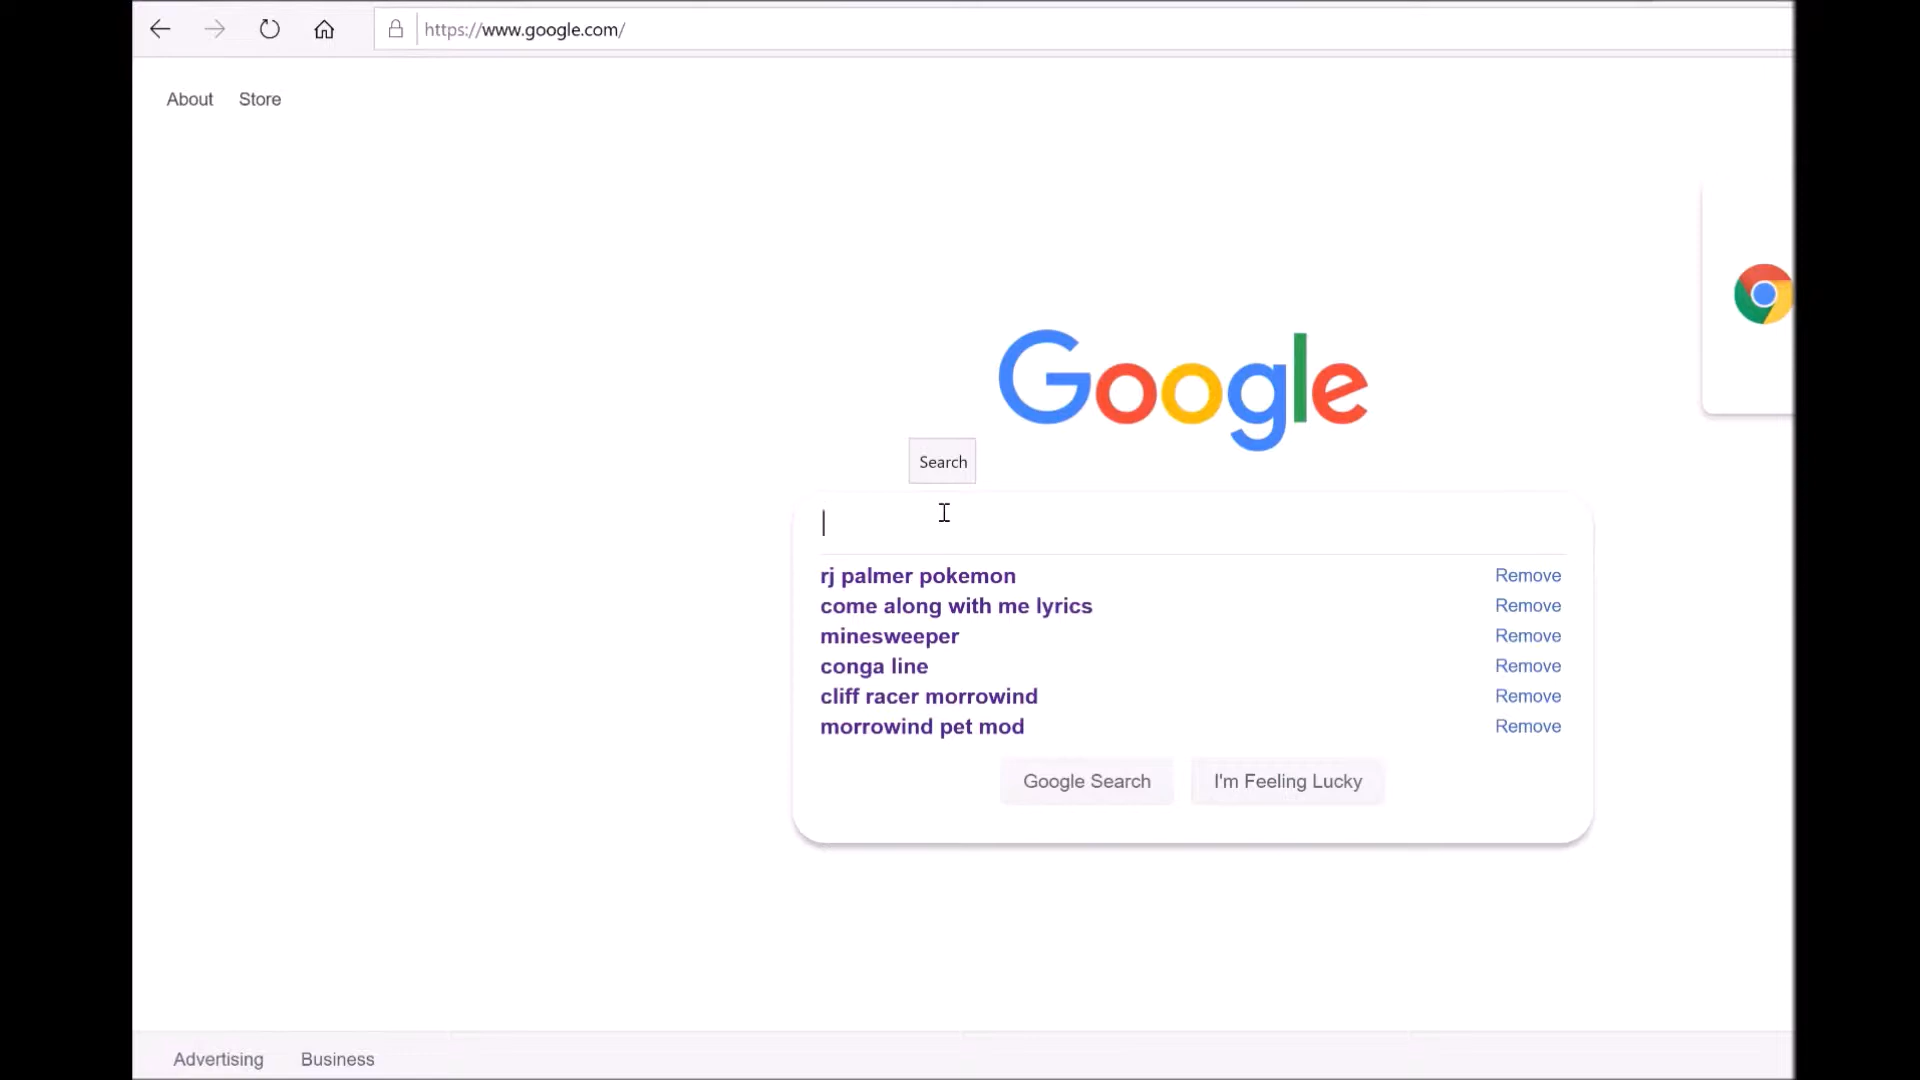 https://www.google.com/
About Store
Google
Search
rj palmer pokemon Remove
come along with me lyrics Remove
minesweeper Remove
conga line Remove
cliff racer morrowind Remove
morrowind pet mod Remove
Google Search I'm Feeling Lucky
Advertising Business